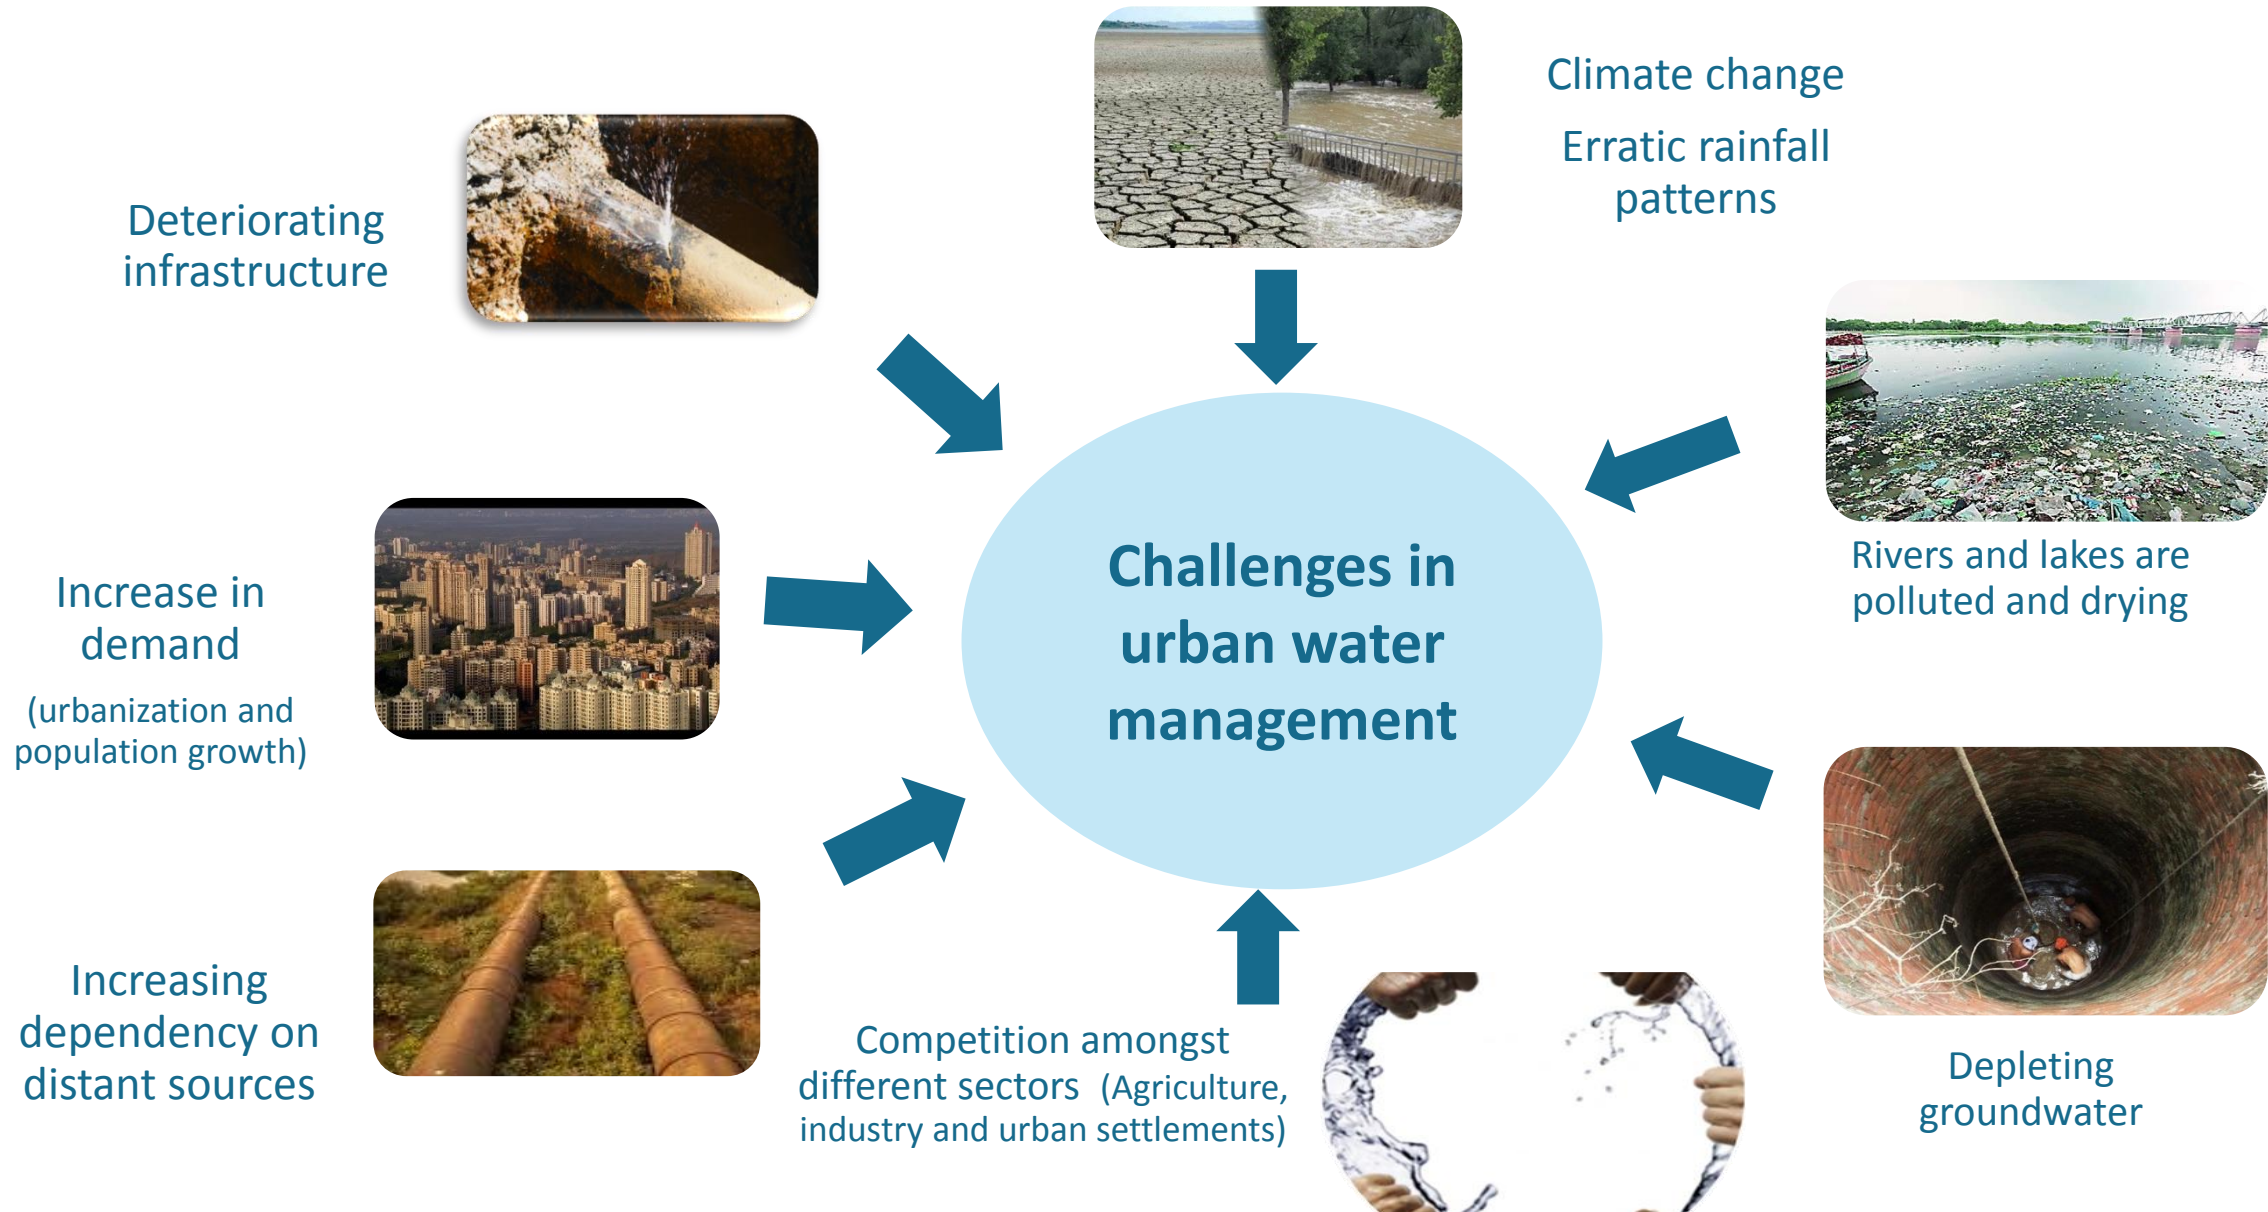 Climate change
Erratic rainfall
patterns
Deteriorating
infrastructure
Challenges in
urban water
management
Rivers and lakes are
polluted and drying
Increase in
demand
(urbanization and
population growth)
Increasing
dependency on
distant sources
Competition amongst
different sectors (Agriculture,
industry and urban settlements)
Depleting
groundwater